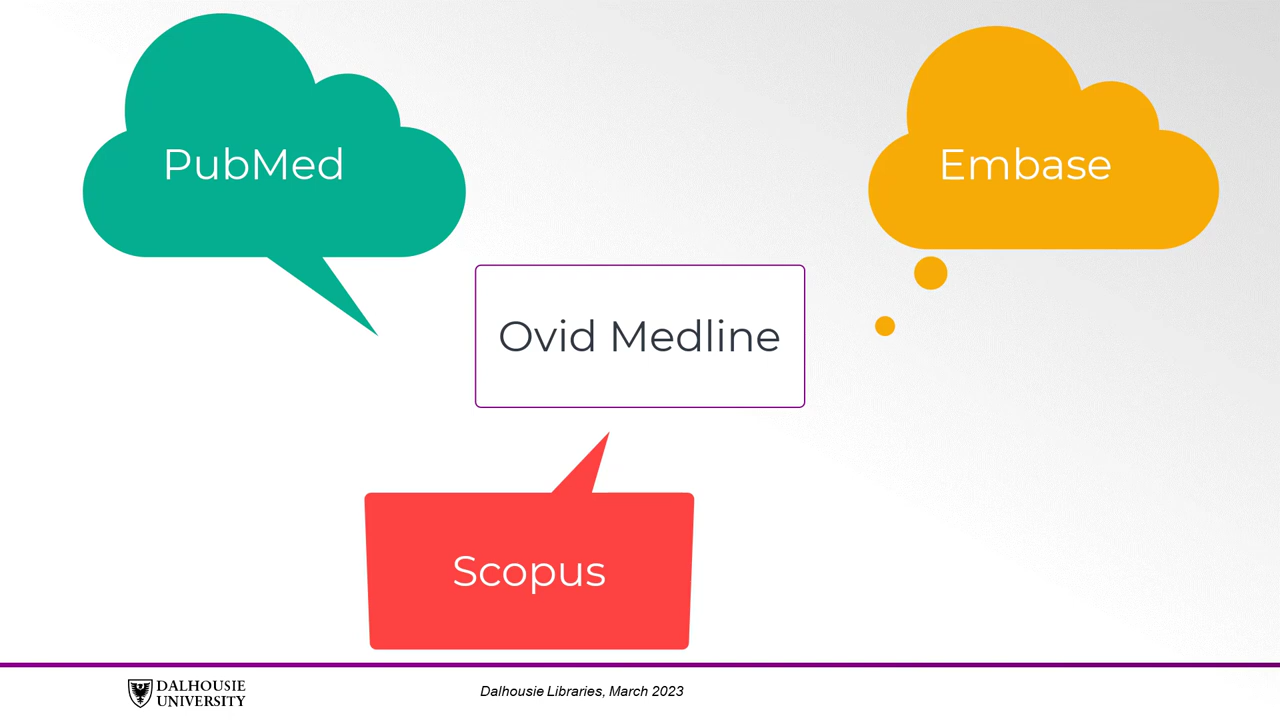 PubMed
Embase
Ovid Medline
Scopus
DALHOUSIE
UNIVERSITY
Dalhousie Libraries, March 2023